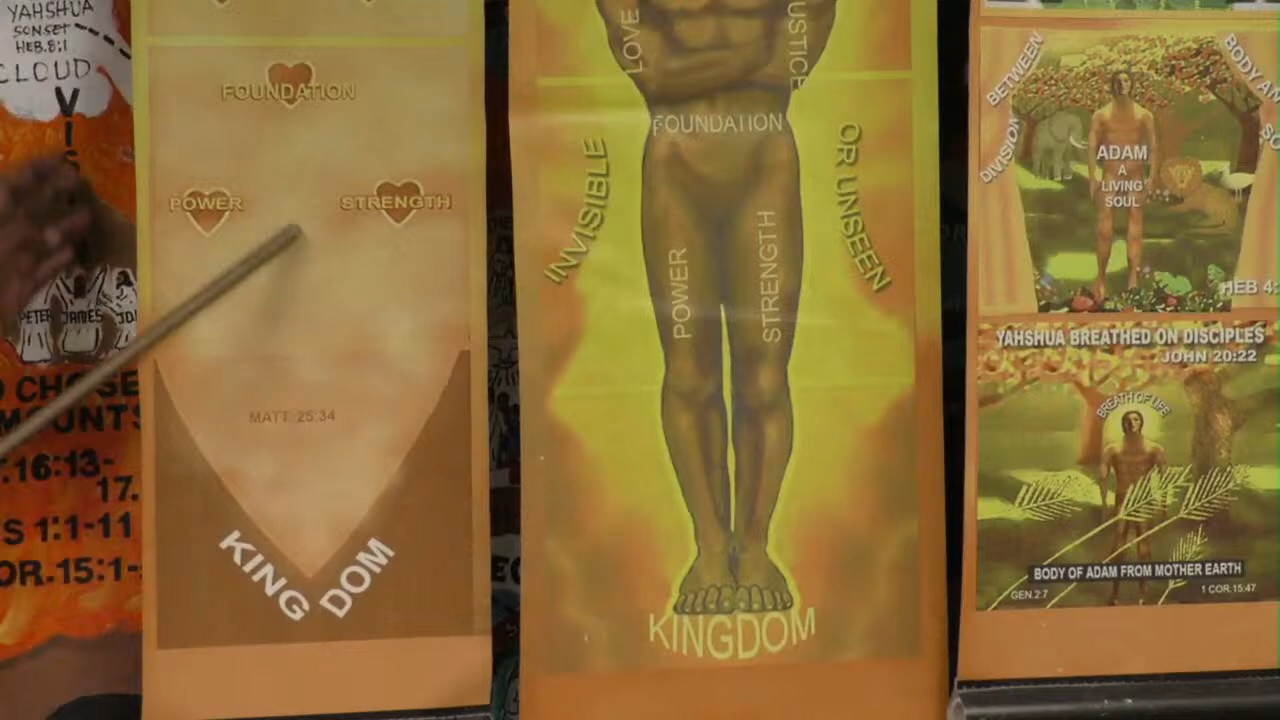 YAHSHUA
SONSET
HEB.8:1
CLOUD
VIS
PETER JAMES
MOUNTS
.16:13-
17.
S 1:1-11
OR.15:1-
FOUNDATION
POWER
STRENGTH
MATT. 25:34
KING DOM
LOVE
USTICE
FOUNDATION
INVISIBLE
OR UNSEEN
POWER
STRENGTH
KINGDOM
DIVISION BETWEEN
BODY
ADAM
A
LIVING
SOUL
HEB 4:
YAHSHUA BREATHED ON DISCIPLES
JOHN 20:22
BREATH OF LIFE
BODY OF ADAM FROM MOTHER EARTH
GEN.2:7
1 COR.15:47